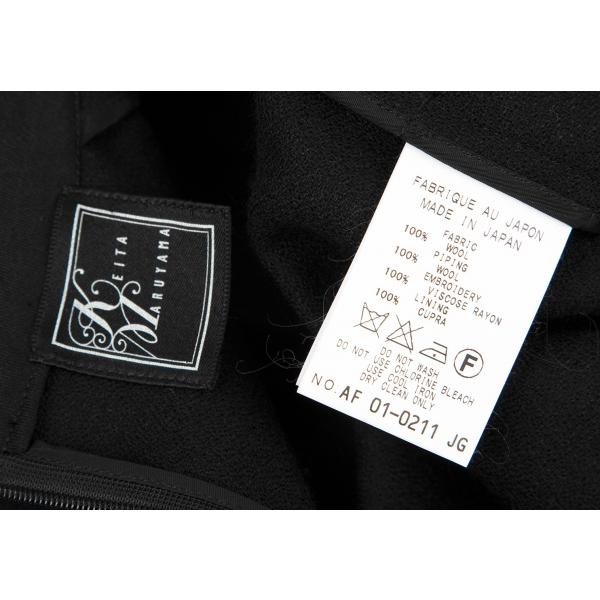 KEITA
MARUYAMA
FABRIQUE AU JAPON
MADE IN JAPAN
FABRIC
100% WOOL
PIPING
100% WOOL
EMBROIDERY
100% VISCOSE RAYON
LINING
100% CUPRA
F
DO NOT WASH
DO NOT USE CHLORINE BLEACH
USE COOL IRON
DRY CLEAN ONLY
NO. AF 01-0211 JG